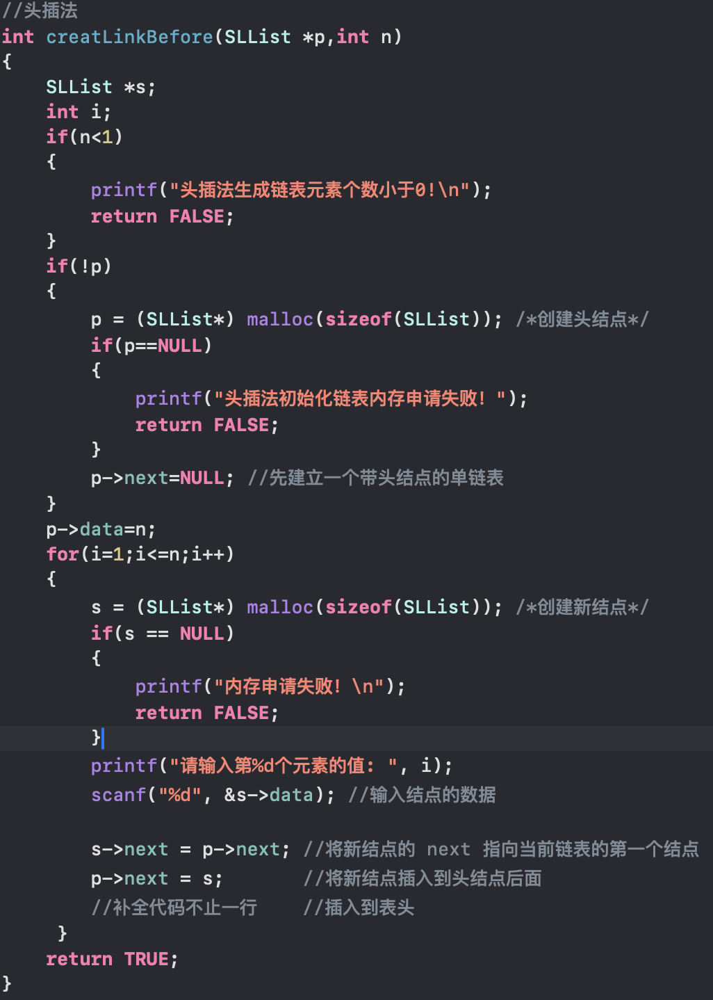 //头插法
int creatLinkBefore(SLList *p,int n)
{
    SLList *s;
    int i;
    if(n<1)
    {
        printf("头插法生成链表元素个数小于0!\n");
        return FALSE;
    }
    if(!p)
    {
        p = (SLList*) malloc(sizeof(SLList)); /*创建头结点*/
        if(p==NULL)
        {
            printf("头插法初始化链表内存申请失败！");
            return FALSE;
        }
        p->next=NULL; //先建立一个带头结点的单链表
    }
    p->data=n;
    for(i=1;i<=n;i++)
    {
        s = (SLList*) malloc(sizeof(SLList)); /*创建新结点*/
        if(s == NULL)
        {
            printf("内存申请失败！\n");
            return FALSE;
        }
        printf("请输入第%d个元素的值: ", i);
        scanf("%d", &s->data); //输入结点的数据

        s->next = p->next; //将新结点的 next 指向当前链表的第一个结点
        p->next = s;       //将新结点插入到头结点后面
        //补全代码不止一行    //插入到表头
     }
    return TRUE;
}